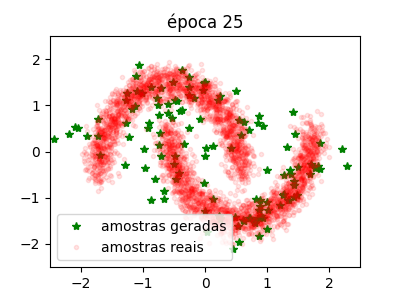 época 25
2
1
0
−1
−2
amostras geradas
amostras reais
−2 −1 0 1 2